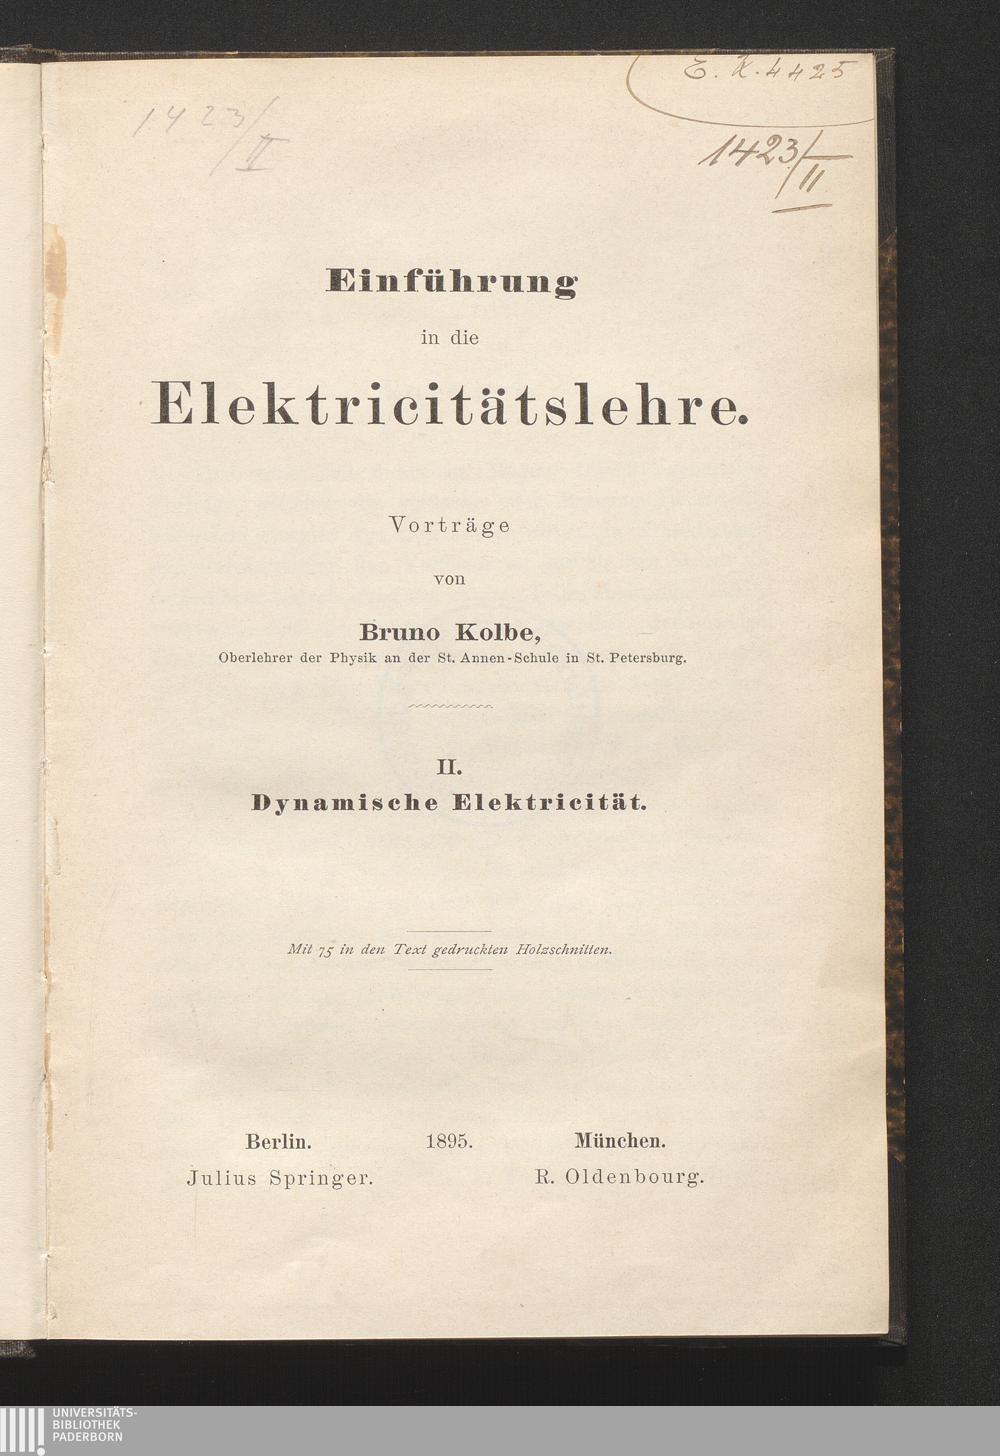 E. K. 4425
1423/II
1423/II
Einführung
in die
Elektricitätslehre.
Vorträge
von
Bruno Kolbe,
Oberlehrer der Physik an der St. Annen-Schule in St. Petersburg.
II.
Dynamische Elektricität.
Mit 75 in den Text gedruckten Holzschnitten.
Berlin. 1895. München.
Julius Springer. R. Oldenbourg.
UNIVERSITÄTS-
BIBLIOTHEK
PADERBORN